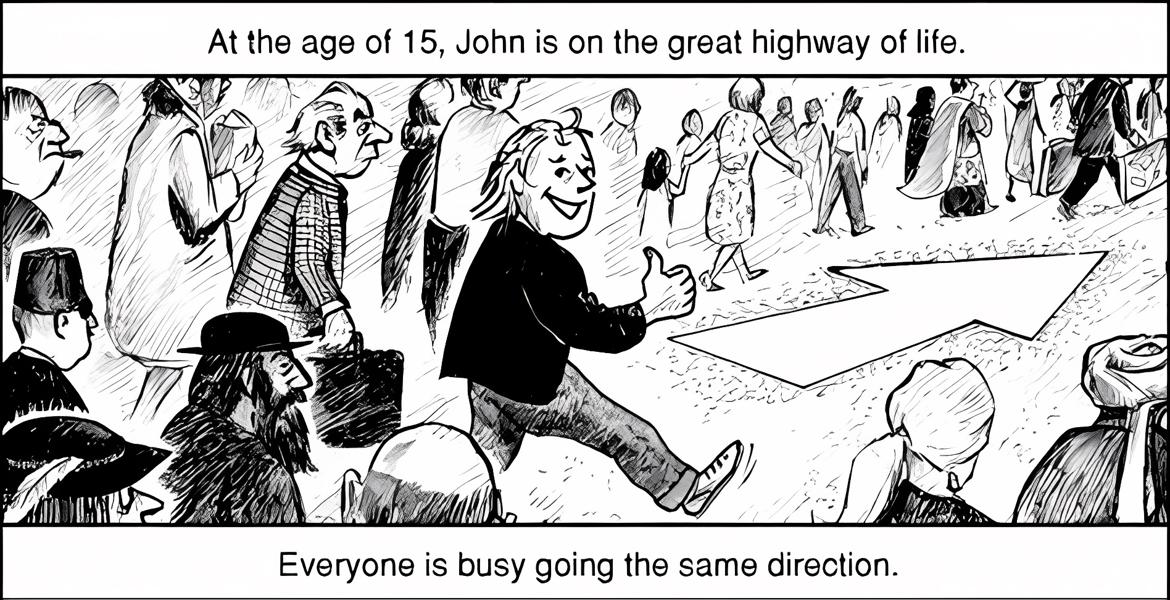 At the age of 15, John is on the great highway of life.
Everyone is busy going the same direction.